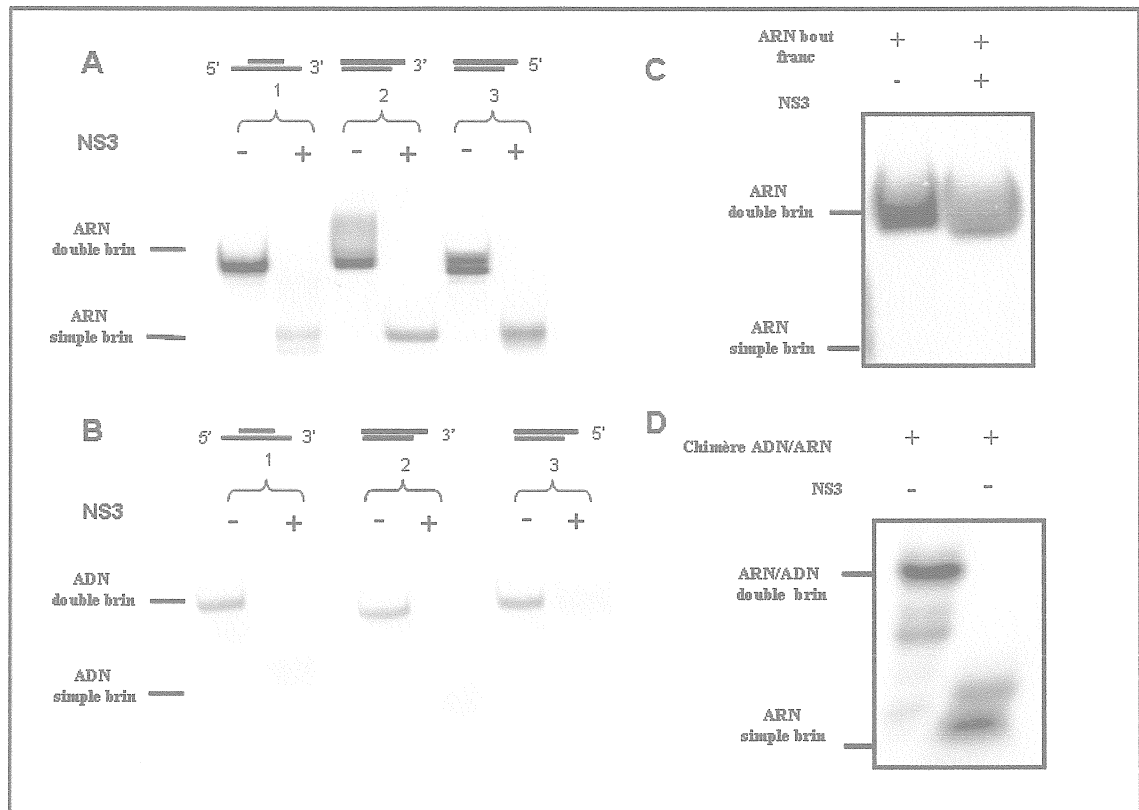 A
5' 3' 3' 5'
1 2 3
NS3
- + - + - +
ARN
double brin
ARN
simple brin
B
5' 3' 3' 5'
1 2 3
NS3
- + - + - +
ADN
double brin
ADN
simple brin
C
ARN bout
franc
+ +
NS3
- +
ARN
double brin
ARN
simple brin
D
Chimère ADN/ARN
+ +
NS3
- -
ARN/ADN
double brin
ARN
simple brin